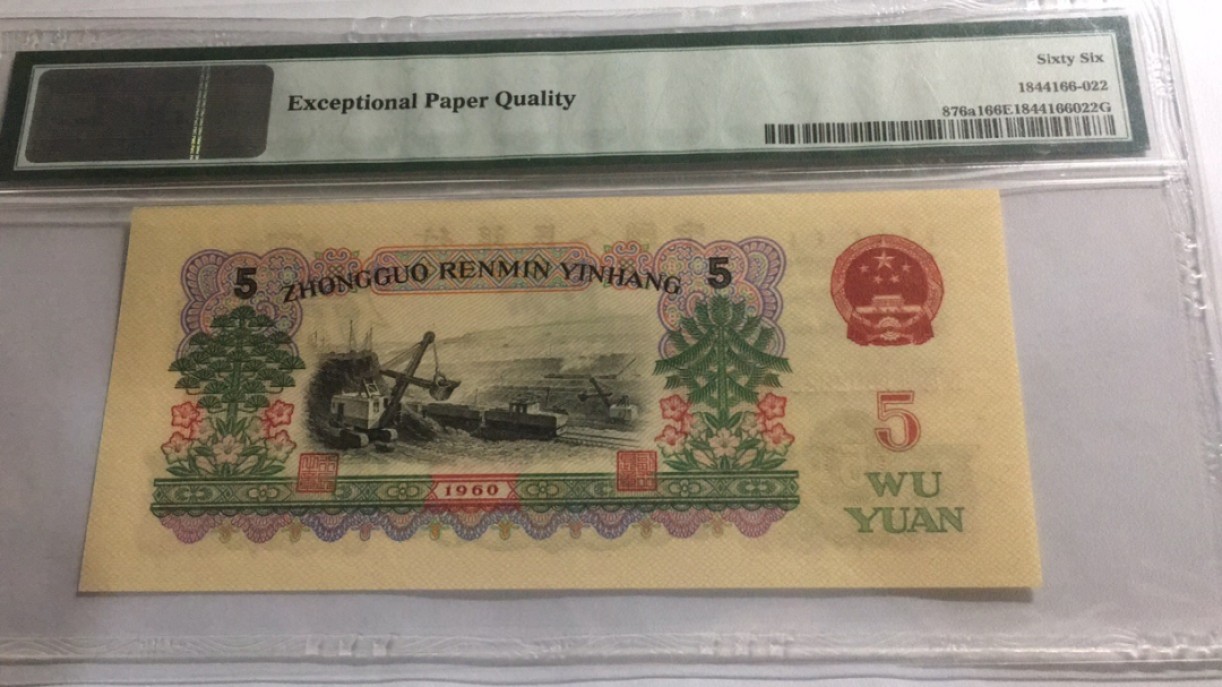 Sixty Six
Exceptional Paper Quality
1844166-022
876a166E1844166022G
5 ZHONGGUO RENMIN YINHANG 5
5
1960
WU
YUAN